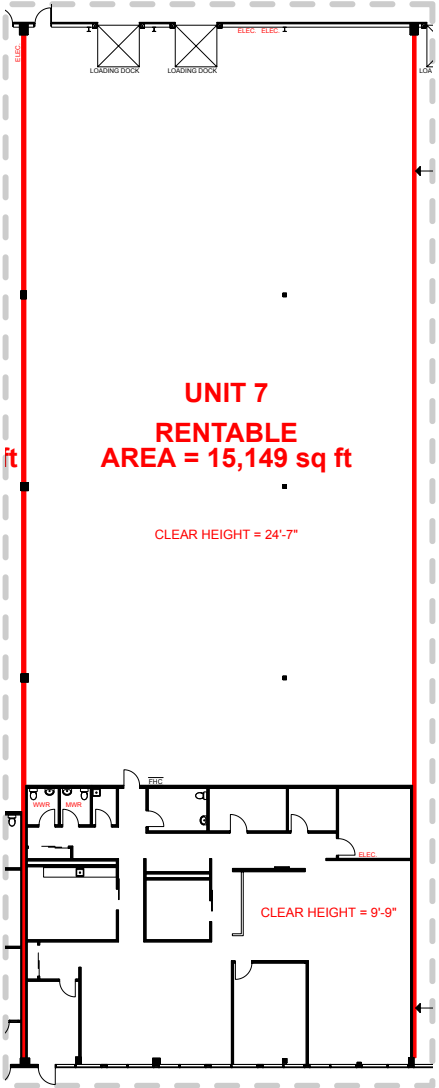 ELEC.
ELEC.
ELEC.
LOADING DOCK
LOADING DOCK
LOA
UNIT 7
RENTABLE
ft
AREA = 15,149 sq ft
CLEAR HEIGHT = 24'-7"
FHC
WWR
MWR
ELEC.
CLEAR HEIGHT = 9'-9"